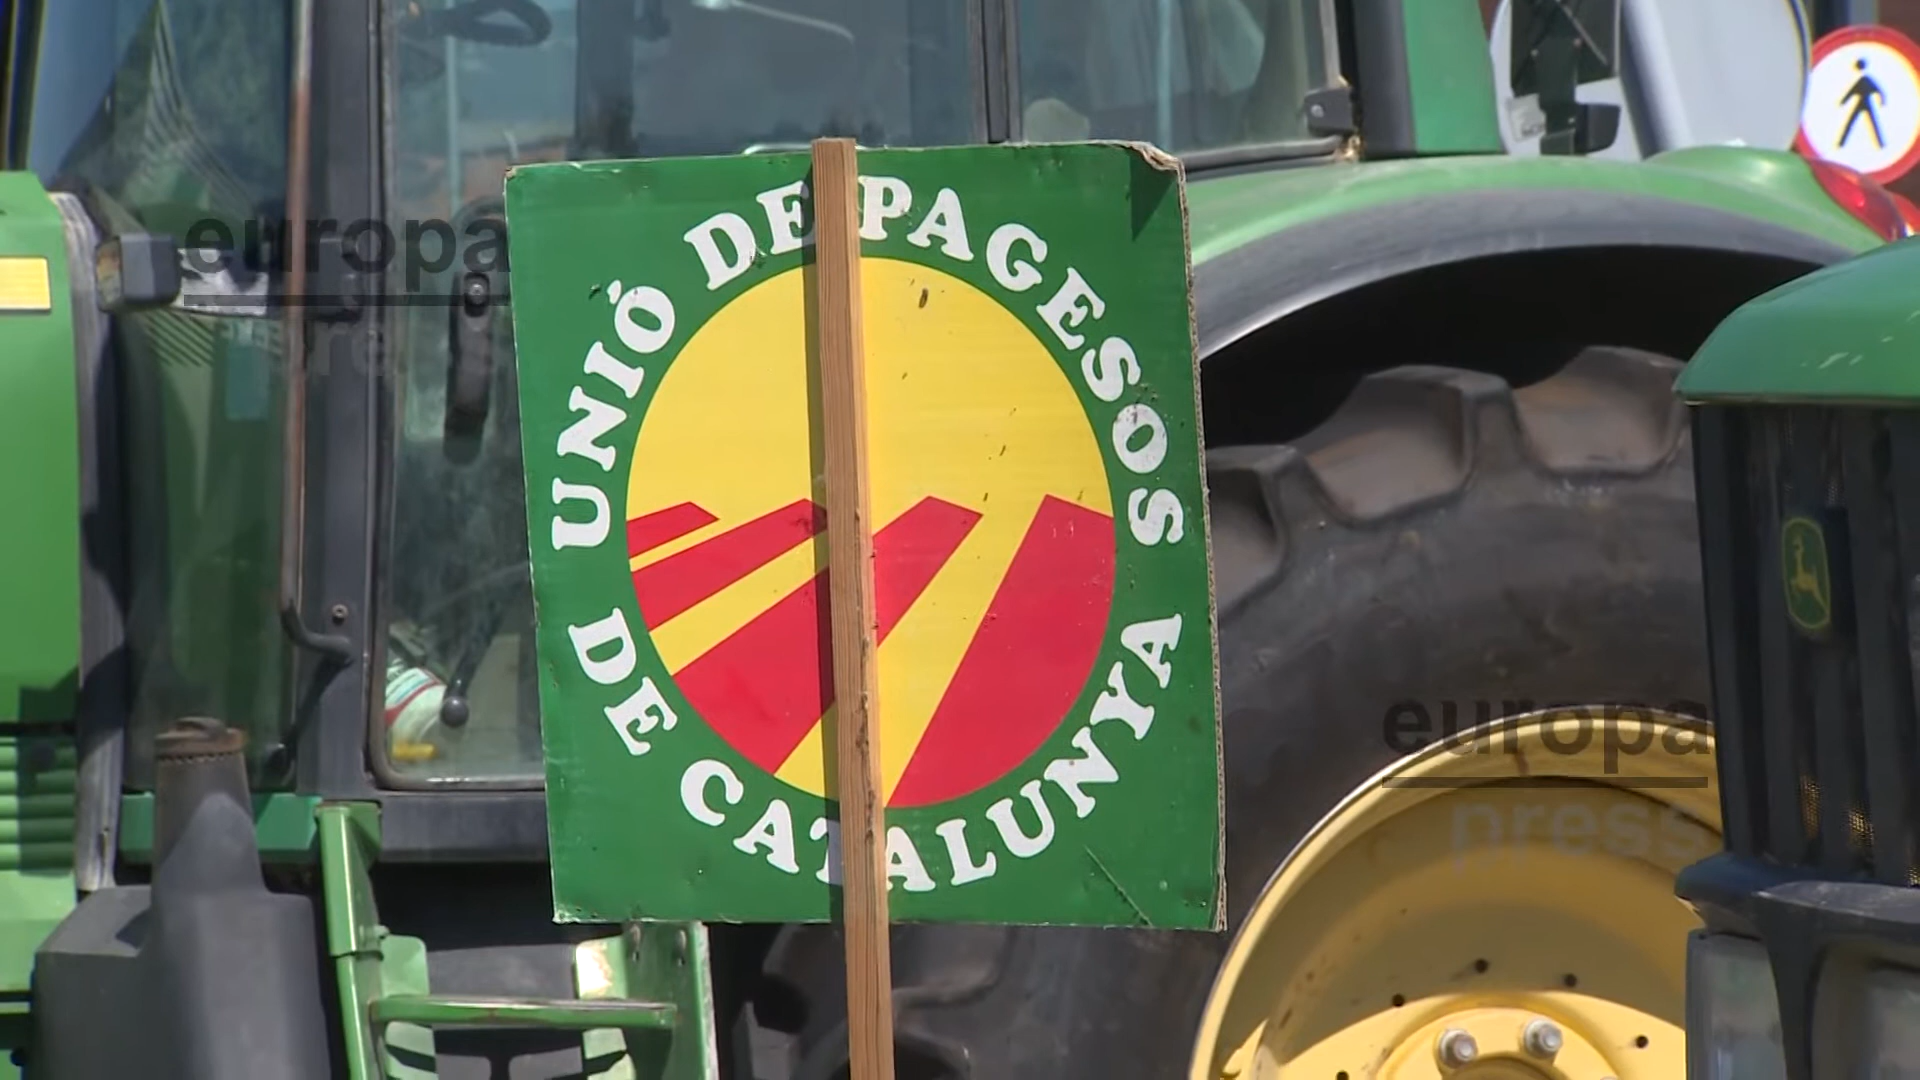 UNIÓ DE PAGESOS
DE CATALUNYA
europa
press
europa
press